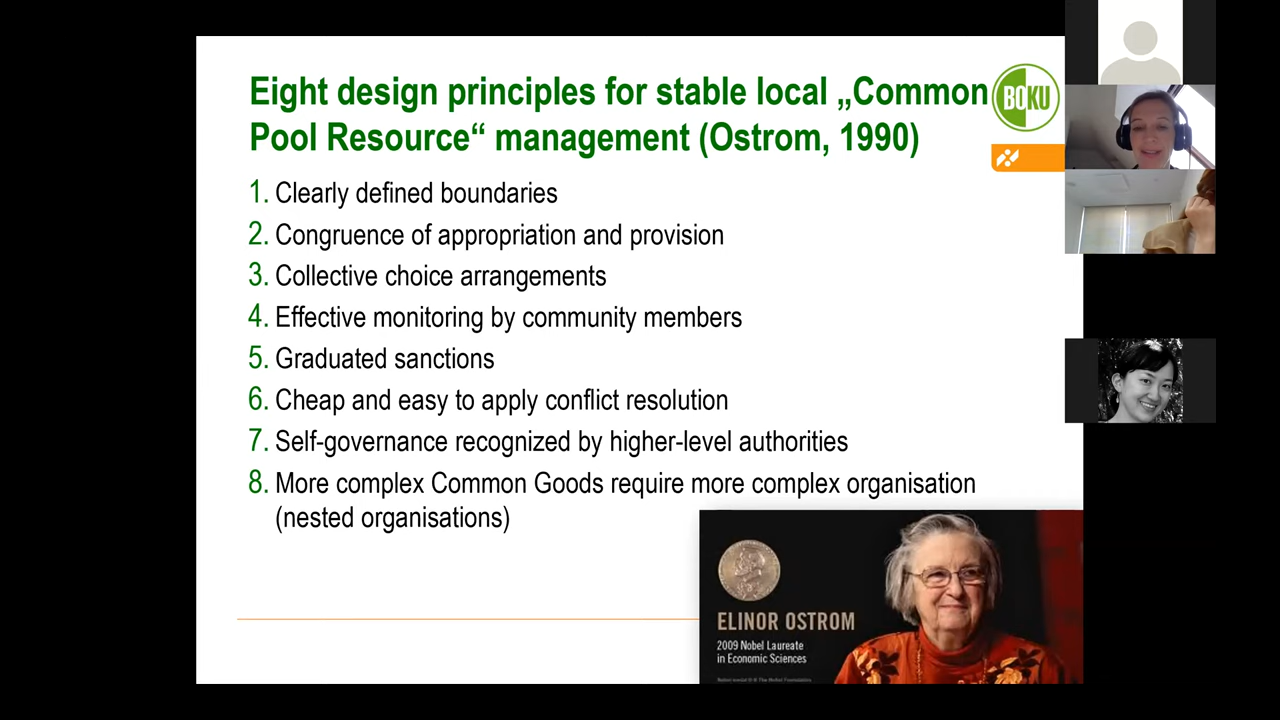 Eight design principles for stable local „Common
Pool Resource“ management (Ostrom, 1990)
BOKU
1. Clearly defined boundaries
2. Congruence of appropriation and provision
3. Collective choice arrangements
4. Effective monitoring by community members
5. Graduated sanctions
6. Cheap and easy to apply conflict resolution
7. Self-governance recognized by higher-level authorities
8. More complex Common Goods require more complex organisation
(nested organisations)
ELINOR OSTROM
2009 Nobel Laureate
in Economic Sciences